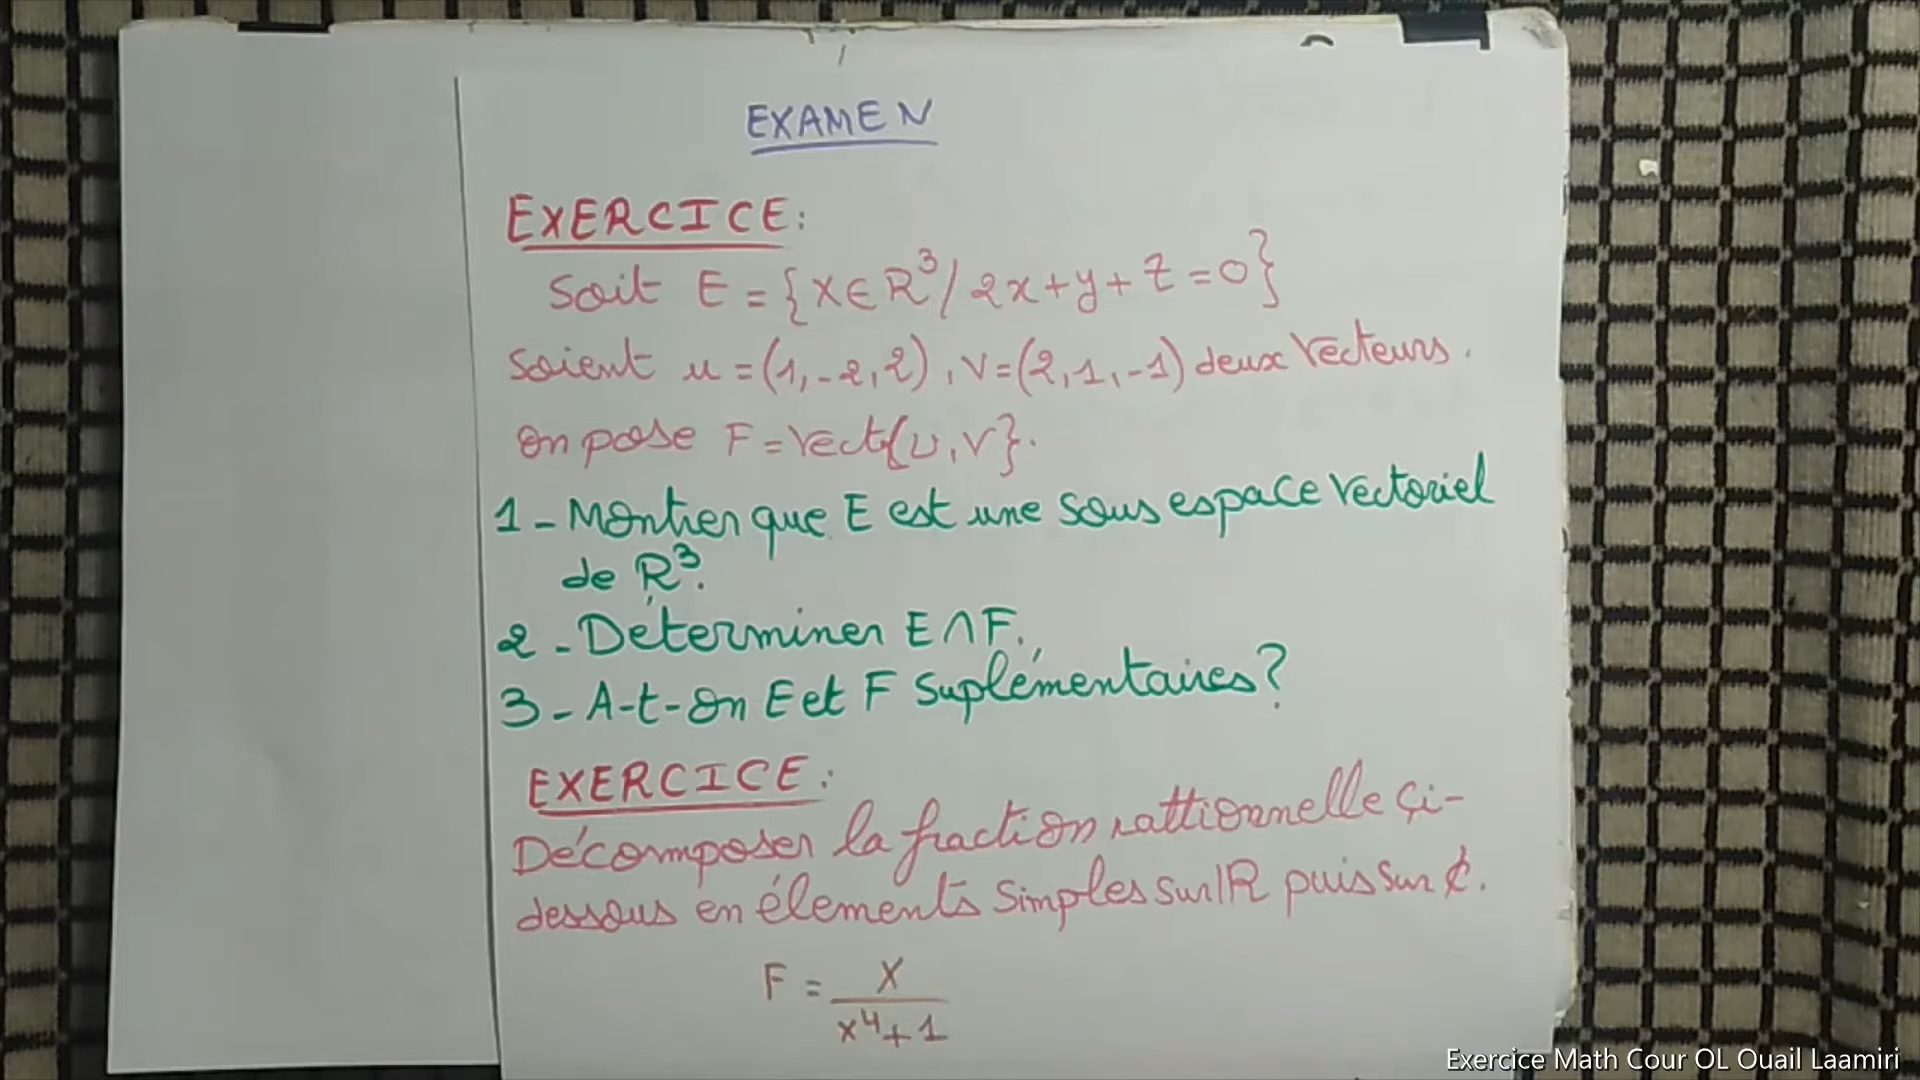 EXAMEN
EXERCICE:
Soit E = {X∈R³/ 2x+y+z=0}
Soient u=(1,-2,2), V=(2,1,-1) deux Vecteurs.
On pose F=Vect{U,V}.
1 - Montrer que E est une sous espace Vectoriel
de R³.
2 - Déterminer E∩F.
3 - A-t-on E et F Suplémentaires?
EXERCICE:
Décomposer la fraction rattionnelle çi-
dessous en élements Simples sur ℝ puis sur ℂ.
F = X / (x⁴+1)
Exercice Math Cour OL Ouail Laamiri